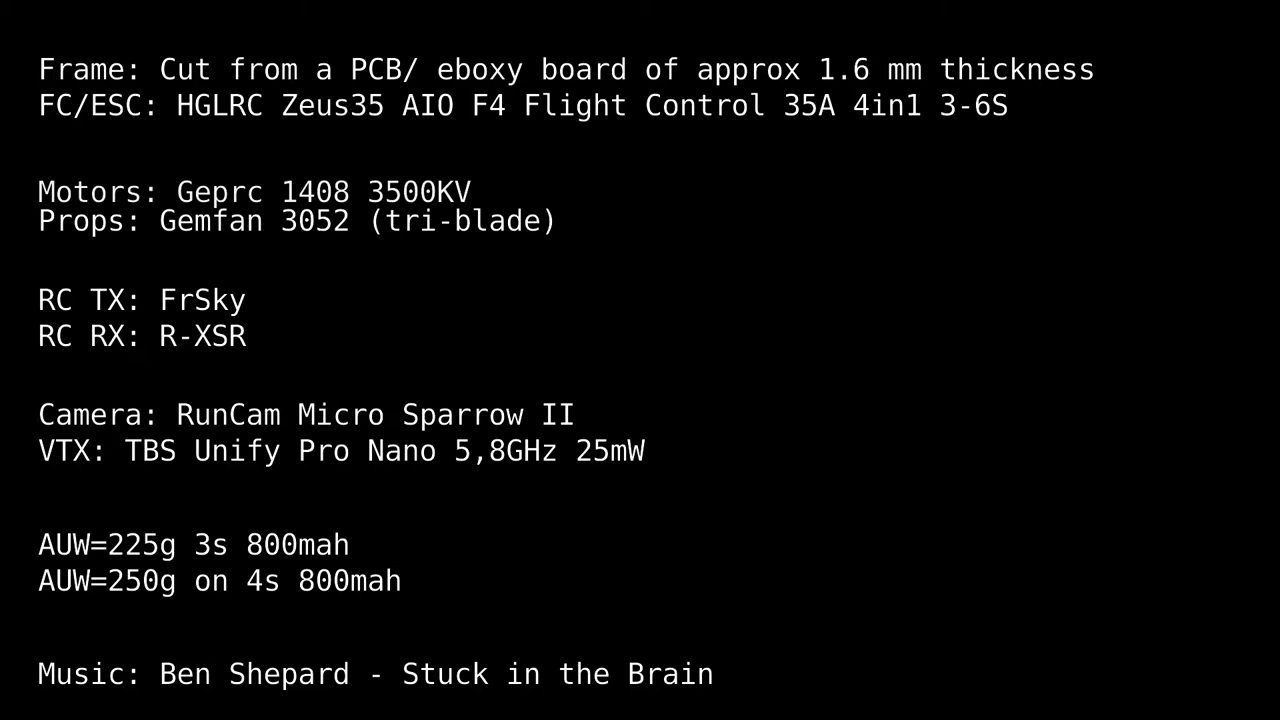 Frame: Cut from a PCB/ eboxy board of approx 1.6 mm thickness
FC/ESC: HGLRC Zeus35 AIO F4 Flight Control 35A 4in1 3-6S
Motors: Geprc 1408 3500KV
Props: Gemfan 3052 (tri-blade)
RC TX: FrSky
RC RX: R-XSR
Camera: RunCam Micro Sparrow II
VTX: TBS Unify Pro Nano 5,8GHz 25mW
AUW=225g 3s 800mah
AUW=250g on 4s 800mah
Music: Ben Shepard - Stuck in the Brain